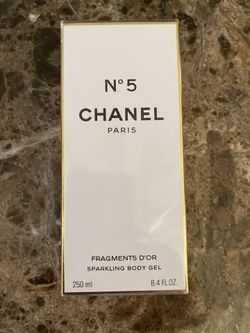 N°5
CHANEL
PARIS
FRAGMENTS D'OR
SPARKLING BODY GEL
250 ml 8.4 FL.OZ.